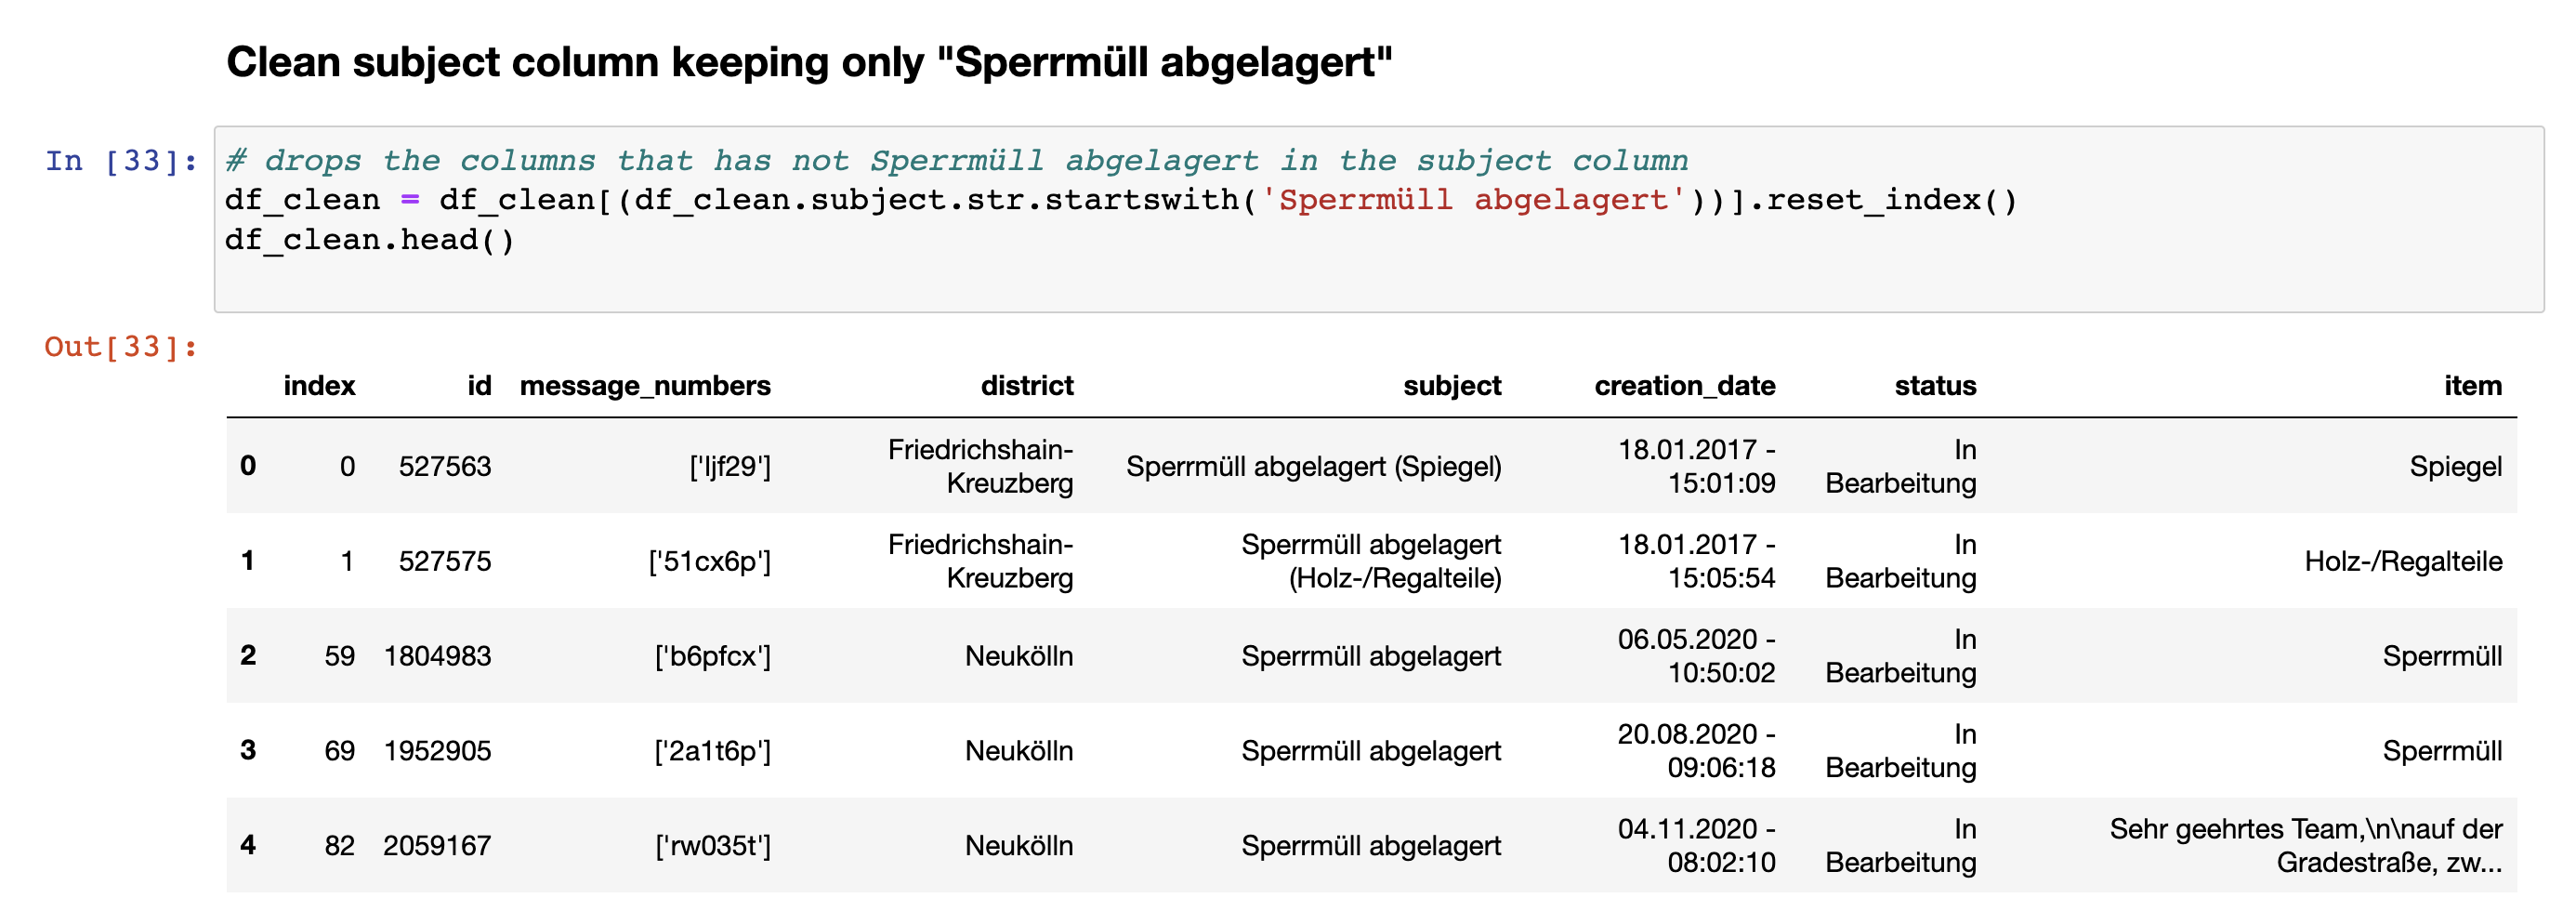 Clean subject column keeping only "Sperrmüll abgelagert"
In [33]:
# drops the columns that has not Sperrmüll abgelagert in the subject column
df_clean = df_clean[(df_clean.subject.str.startswith('Sperrmüll abgelagert'))].reset_index()
df_clean.head()
Out[33]:
index id message_numbers district subject creation_date status item
0 0 527563 ['ljf29'] Friedrichshain- Sperrmüll abgelagert (Spiegel) 18.01.2017 - In Spiegel
Kreuzberg 15:01:09 Bearbeitung
1 1 527575 ['51cx6p'] Friedrichshain- Sperrmüll abgelagert 18.01.2017 - In Holz-/Regalteile
Kreuzberg (Holz-/Regalteile) 15:05:54 Bearbeitung
2 59 1804983 ['b6pfcx'] Neukölln Sperrmüll abgelagert 06.05.2020 - In Sperrmüll
10:50:02 Bearbeitung
3 69 1952905 ['2a1t6p'] Neukölln Sperrmüll abgelagert 20.08.2020 - In Sperrmüll
09:06:18 Bearbeitung
4 82 2059167 ['rw035t'] Neukölln Sperrmüll abgelagert 04.11.2020 - In Sehr geehrtes Team,\n\nauf der
08:02:10 Bearbeitung Gradestraße, zw...